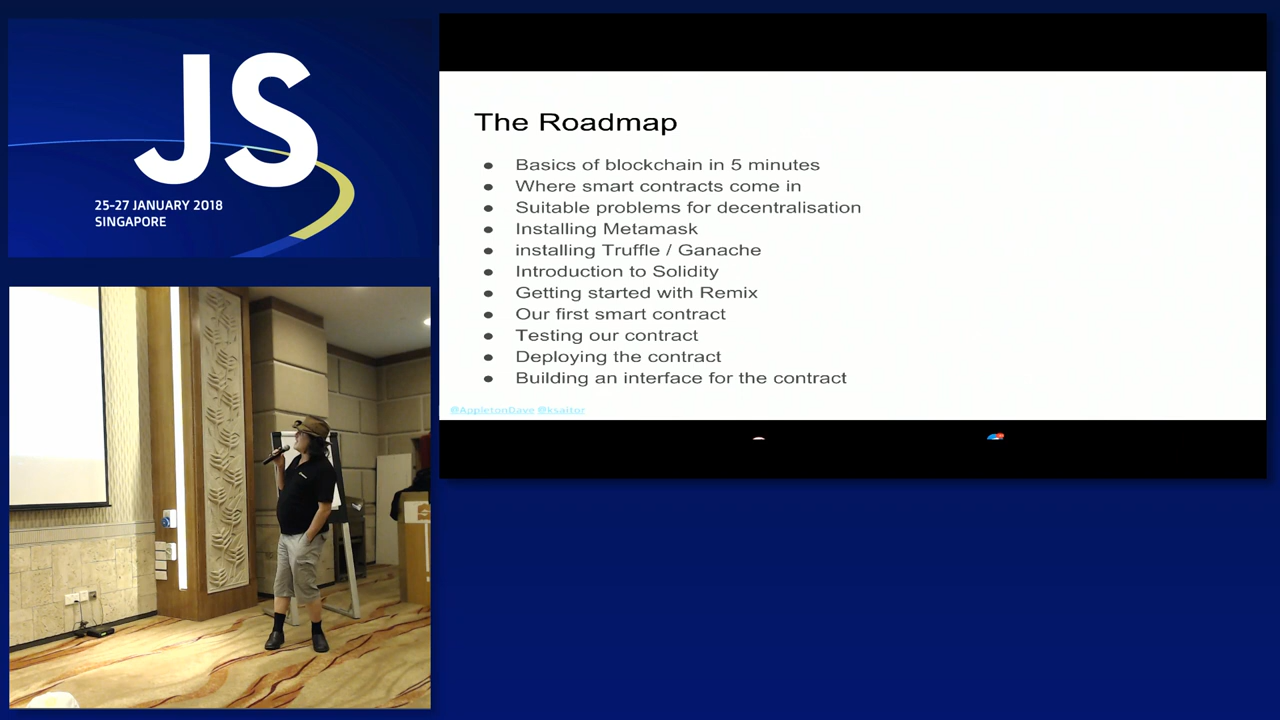 JS
25-27 JANUARY 2018
SINGAPORE
The Roadmap
Basics of blockchain in 5 minutes
Where smart contracts come in
Suitable problems for decentralisation
Installing Metamask
installing Truffle / Ganache
Introduction to Solidity
Getting started with Remix
Our first smart contract
Testing our contract
Deploying the contract
Building an interface for the contract
@AppletonDave @ksaitor